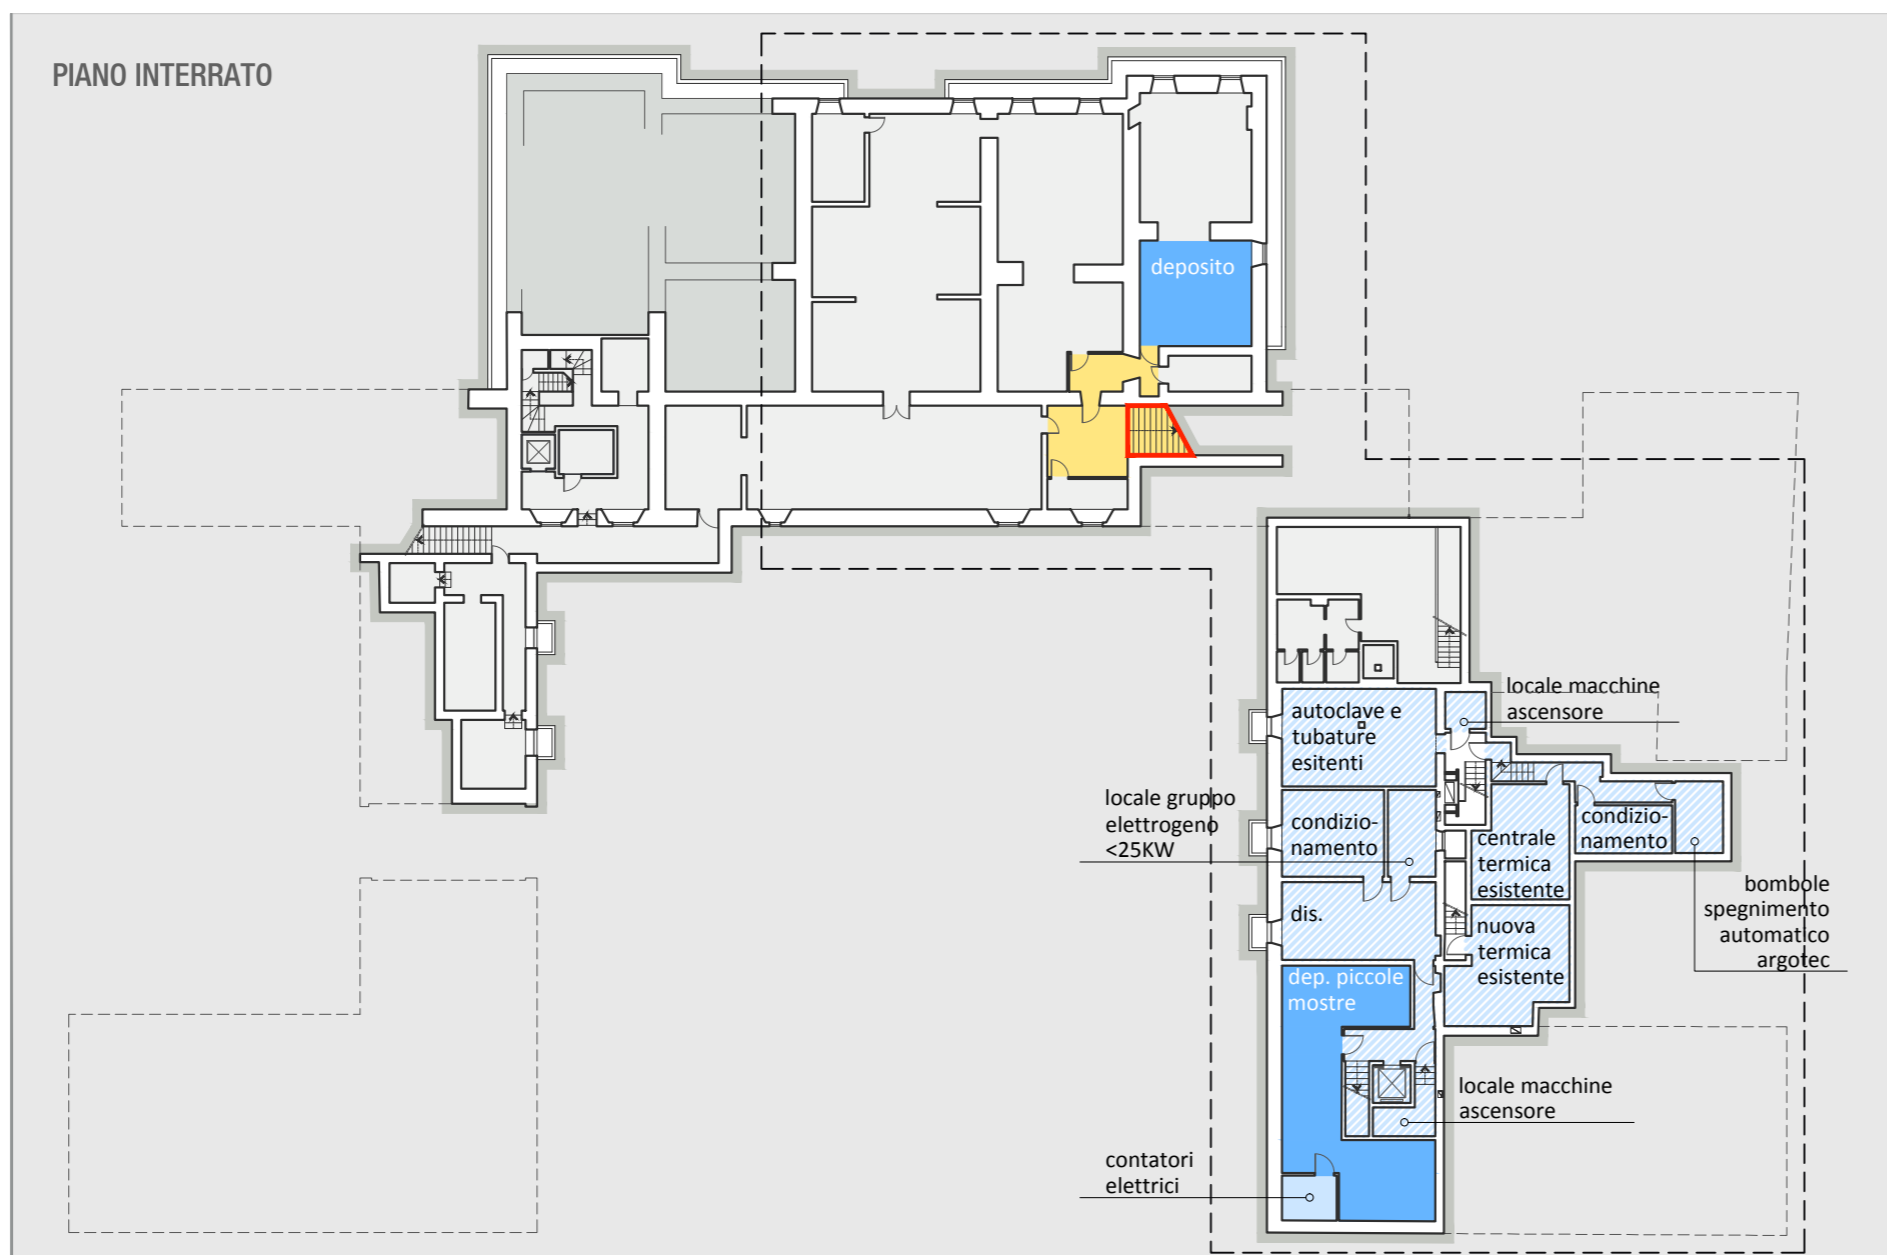 PIANO INTERRATO
deposito
locale macchine
ascensore
autoclave e
tubature
esitenti
locale gruppo
elettrogeno
<25KW
condizio-
namento
centrale
termica
esistente
condizio-
namento
bombole
spegnimento
automatico
argotec
dis.
nuova
termica
esistente
dep. piccole
mostre
locale macchine
ascensore
contatori
elettrici